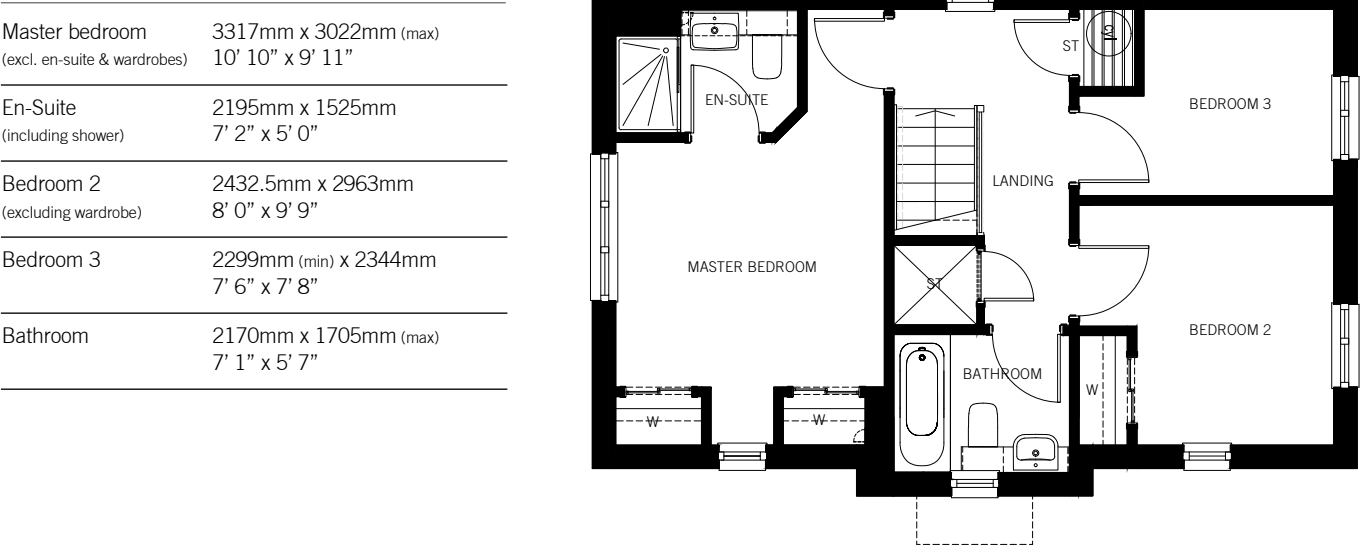 Master bedroom 3317mm x 3022mm (max)
(excl. en-suite & wardrobes) 10’ 10” x 9’ 11”
En-Suite 2195mm x 1525mm
(including shower) 7’ 2” x 5’ 0”
Bedroom 2 2432.5mm x 2963mm
(excluding wardrobe) 8’ 0” x 9’ 9”
Bedroom 3 2299mm (min) x 2344mm
7’ 6” x 7’ 8”
Bathroom 2170mm x 1705mm (max)
7’ 1” x 5’ 7”
cyl
ST
EN-SUITE
BEDROOM 3
LANDING
MASTER BEDROOM
ST
BEDROOM 2
BATHROOM
W
W
W